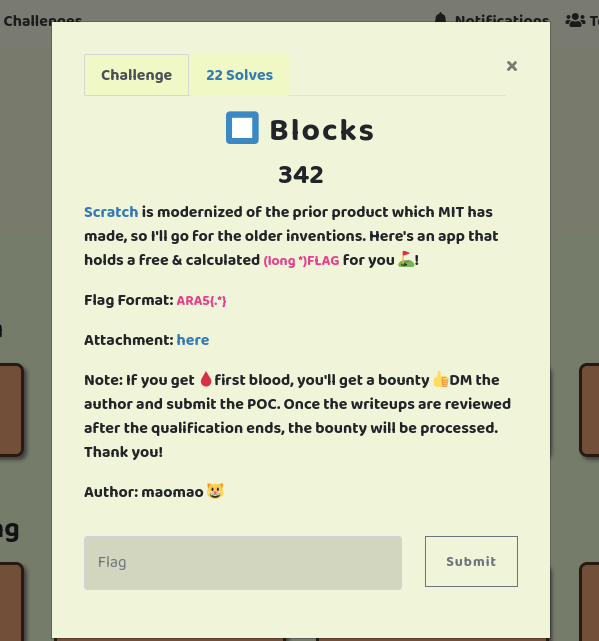 Challenges
Notifications
Challenge
22 Solves
×
Blocks
342
Scratch is modernized of the prior product which MIT has
made, so I'll go for the older inventions. Here's an app that
holds a free & calculated (long *)FLAG for you ⛳!
Flag Format: ARA5{.*}
Attachment: here
Note: If you get 🩸first blood, you'll get a bounty 👍DM the
author and submit the POC. Once the writeups are reviewed
after the qualification ends, the bounty will be processed.
Thank you!
Author: maomao 😺
Flag
Submit